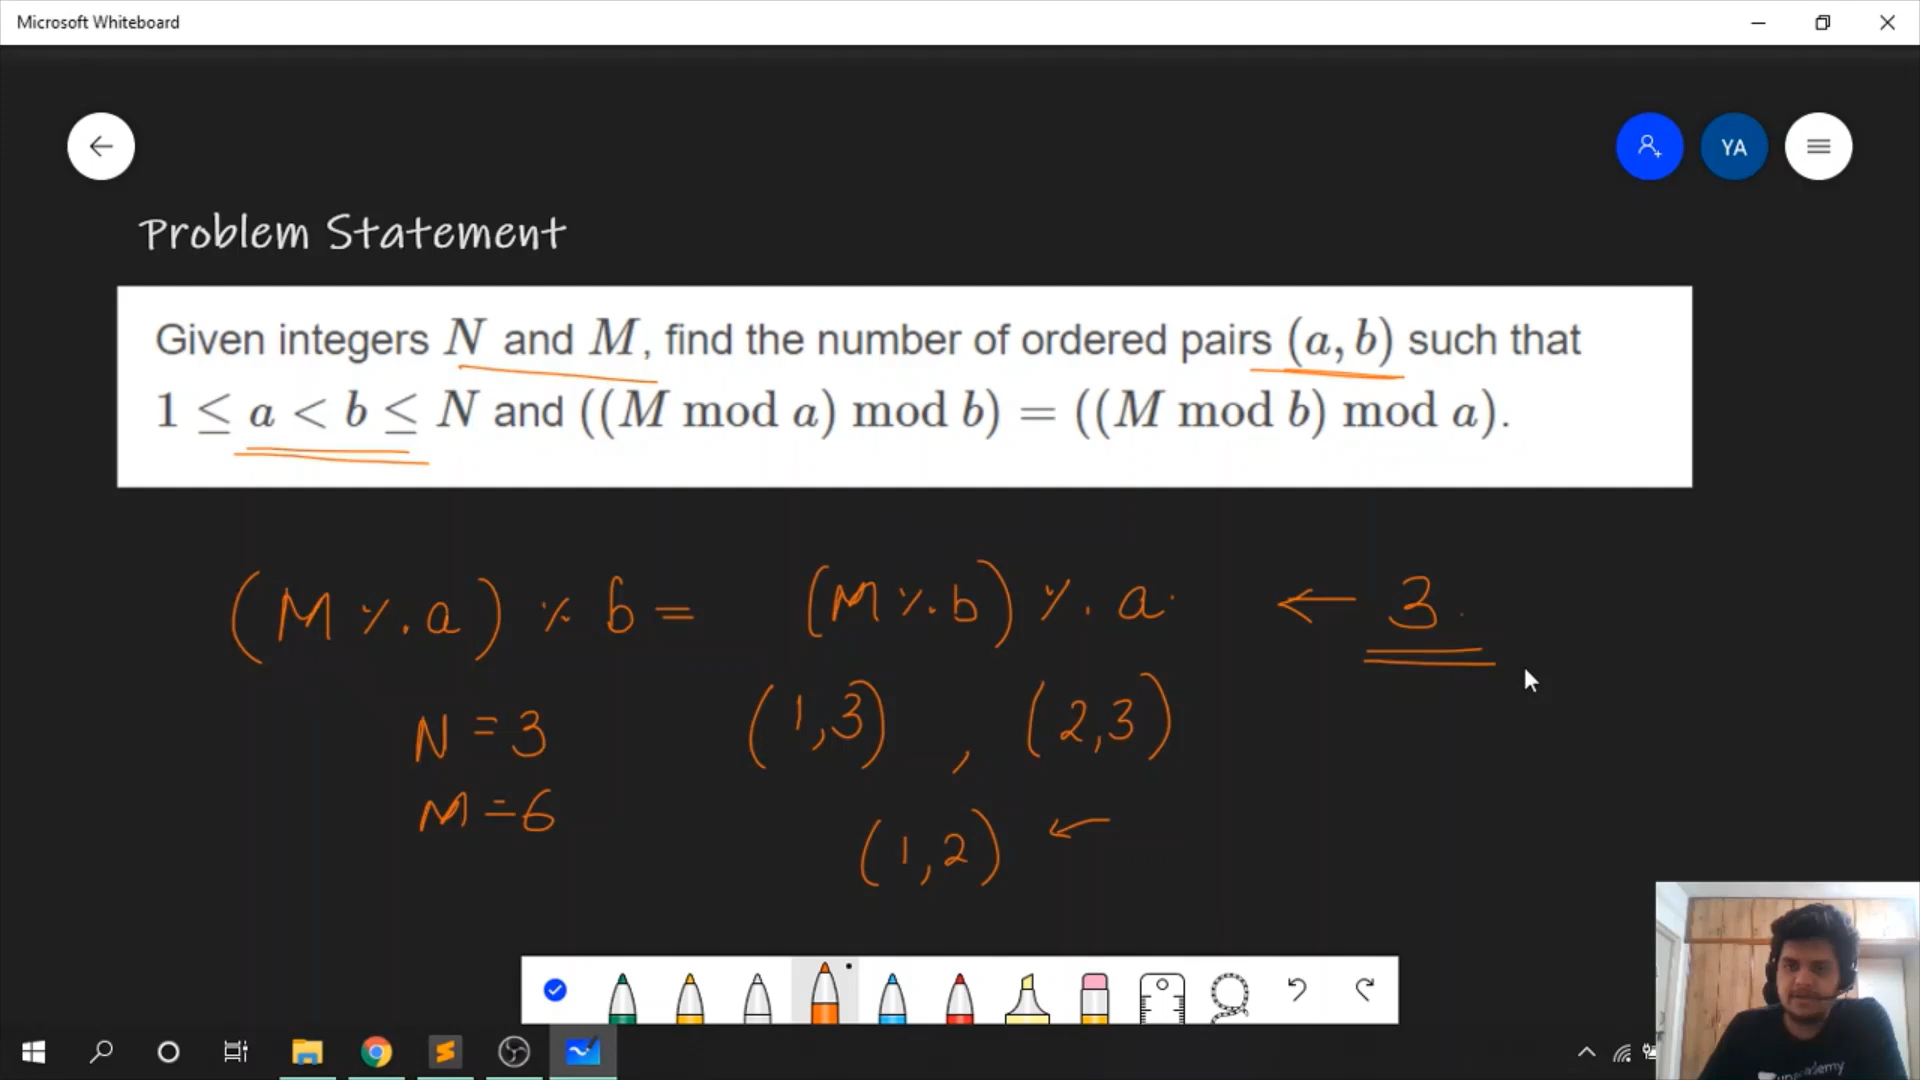 Microsoft Whiteboard
YA
Problem Statement
Given integers N and M, find the number of ordered pairs (a, b) such that
1 ≤ a < b ≤ N and ((M mod a) mod b) = ((M mod b) mod a).
(M %. a) % b = (M %. b) %. a. ← 3.
N = 3 (1,3) , (2,3)
M = 6 (1,2) ←